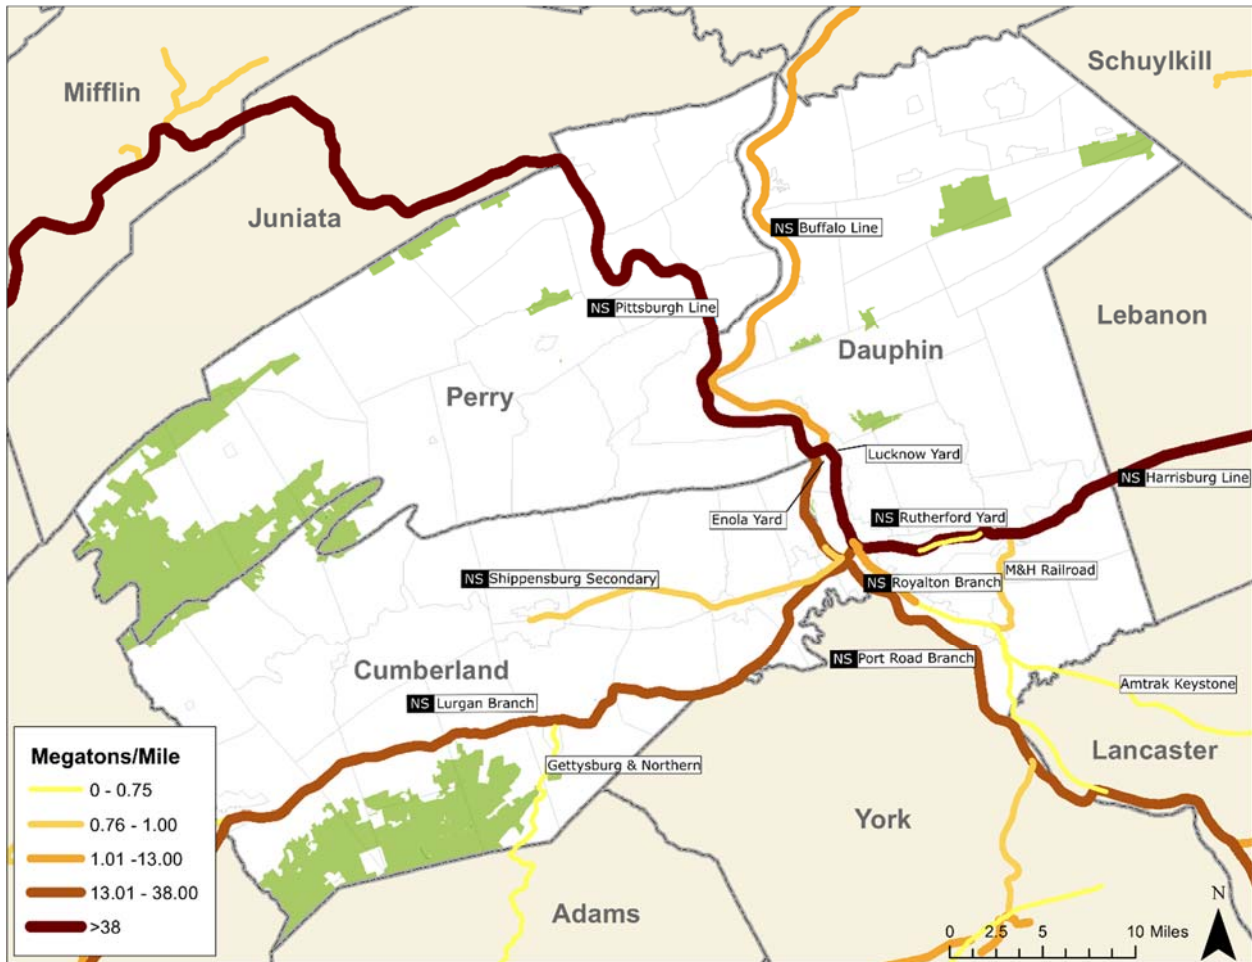 Schuylkill
Mifflin
Juniata
NS Buffalo Line
NS Pittsburgh Line
Lebanon
Dauphin
Perry
Lucknow Yard
NS Harrisburg Line
Enola Yard
NS Rutherford Yard
NS Shippensburg Secondary
M&H Railroad
NS Royalton Branch
Cumberland
NS Port Road Branch
Amtrak Keystone
NS Lurgan Branch
Lancaster
Gettysburg & Northern
York
Adams
Megatons/Mile
0 - 0.75
0.76 - 1.00
1.01 -13.00
13.01 - 38.00
>38
N
0 2.5 5 10 Miles